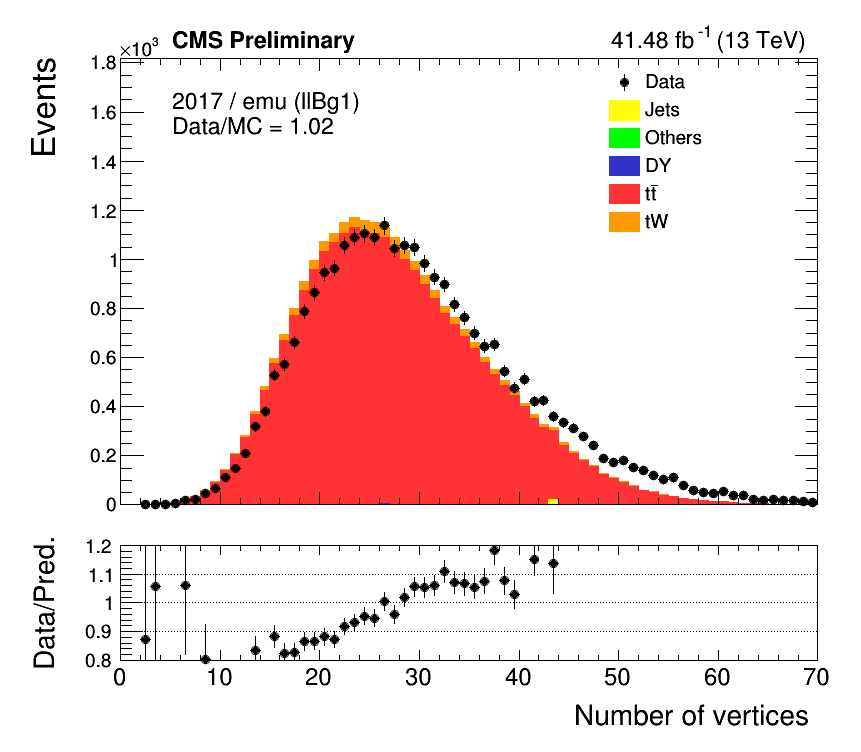 ×10³ CMS Preliminary 41.48 fb⁻¹ (13 TeV)
Events
2017 / emu (llBg1)
Data/MC = 1.02
Data
Jets
Others
DY
tt̄
tW
1.8
1.6
1.4
1.2
1
0.8
0.6
0.4
0.2
0
Data/Pred.
1.2
1.1
1
0.9
0.8
0 10 20 30 40 50 60 70
Number of vertices